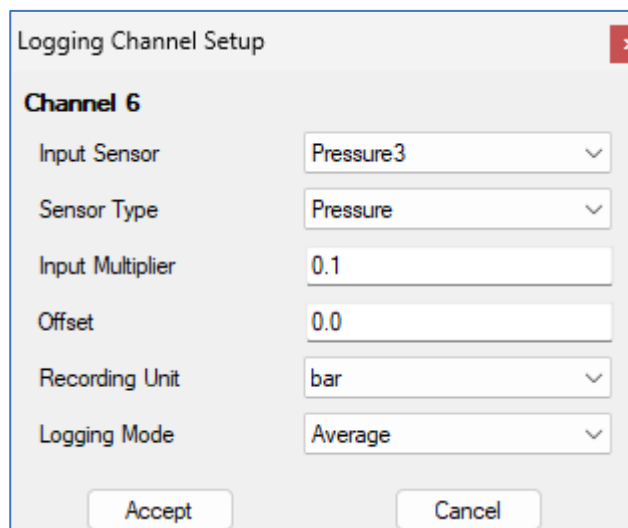 Logging Channel Setup
Channel 6
Input Sensor Pressure3
Sensor Type Pressure
Input Multiplier 0.1
Offset 0.0
Recording Unit bar
Logging Mode Average
Accept Cancel